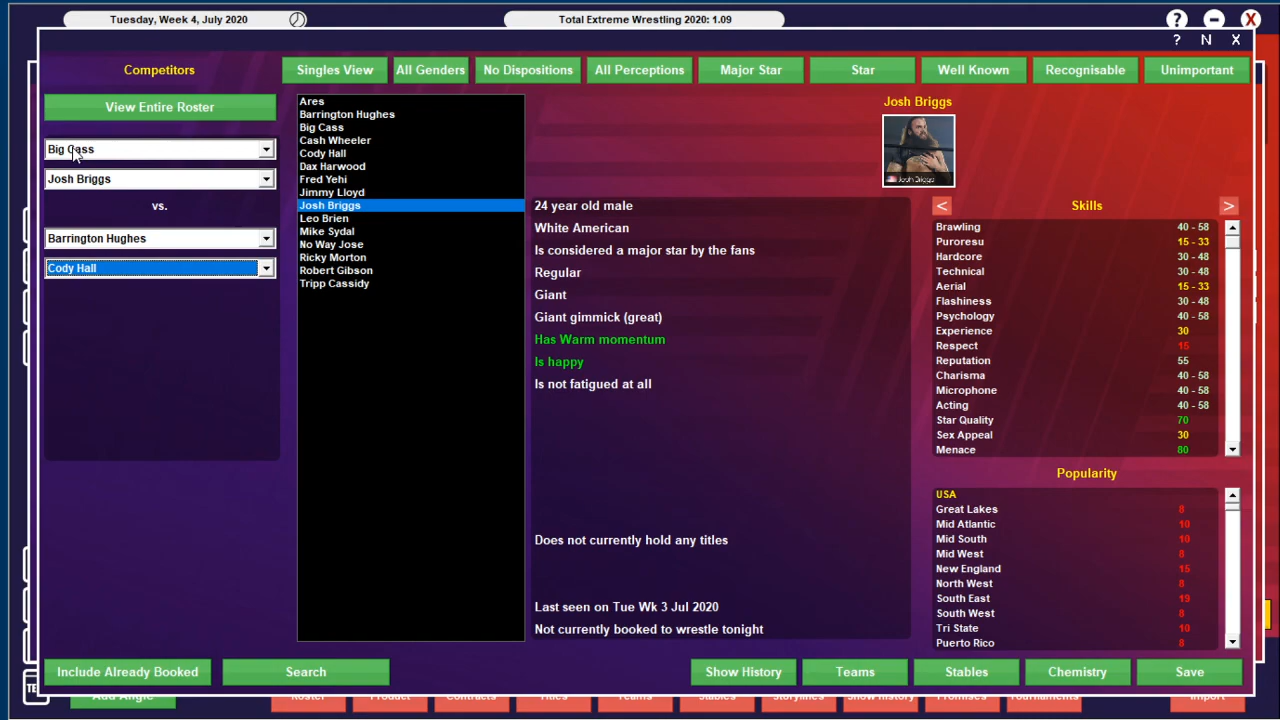 Tuesday, Week 4, July 2020
Total Extreme Wrestling 2020: 1.09
? – X
? N X
Competitors
Singles View
All Genders
No Dispositions
All Perceptions
Major Star
Star
Well Known
Recognisable
Unimportant
View Entire Roster
Big Cass
Josh Briggs
vs.
Barrington Hughes
Cody Hall
Ares
Barrington Hughes
Big Cass
Cash Wheeler
Cody Hall
Dax Harwood
Fred Yehi
Jimmy Lloyd
Josh Briggs
Leo Brien
Mike Sydal
No Way Jose
Ricky Morton
Robert Gibson
Tripp Cassidy
Josh Briggs
Josh Briggs
24 year old male
White American
Is considered a major star by the fans
Regular
Giant
Giant gimmick (great)
Has Warm momentum
Is happy
Is not fatigued at all
Does not currently hold any titles
Last seen on Tue Wk 3 Jul 2020
Not currently booked to wrestle tonight
< Skills >
Brawling 40 - 58
Puroresu 15 - 33
Hardcore 30 - 48
Technical 30 - 48
Aerial 15 - 33
Flashiness 30 - 48
Psychology 40 - 58
Experience 30
Respect 15
Reputation 55
Charisma 40 - 58
Microphone 40 - 58
Acting 40 - 58
Star Quality 70
Sex Appeal 30
Menace 80
Popularity
USA
Great Lakes 8
Mid Atlantic 10
Mid South 10
Mid West 8
New England 15
North West 8
South East 19
South West 8
Tri State 10
Puerto Rico 8
Include Already Booked
Search
Show History
Teams
Stables
Chemistry
Save